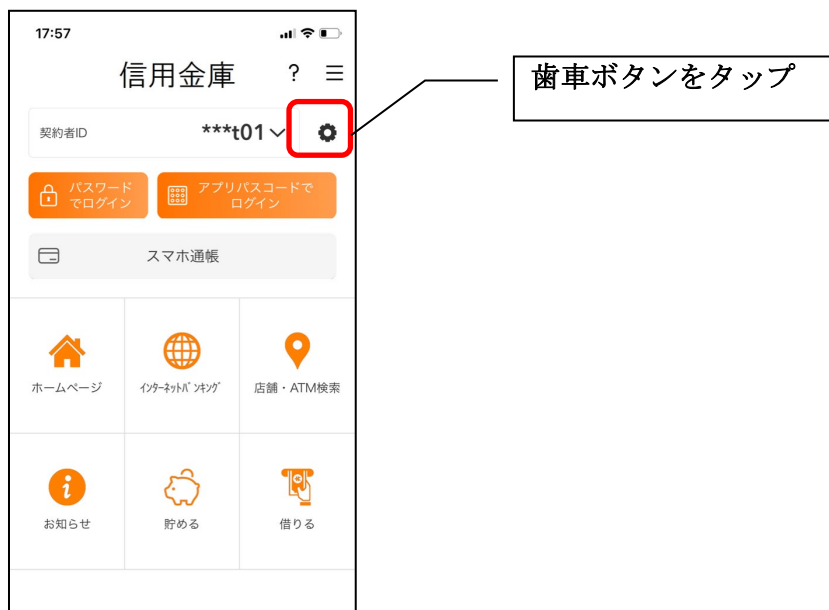 17:57
信用金庫 ? ☰
歯車ボタンをタップ
契約者ID ***t01
パスワード
でログイン
アプリパスコードで
ログイン
スマホ通帳
ホームページ
インターネットバンキング
店舗・ATM検索
お知らせ
貯める
借りる